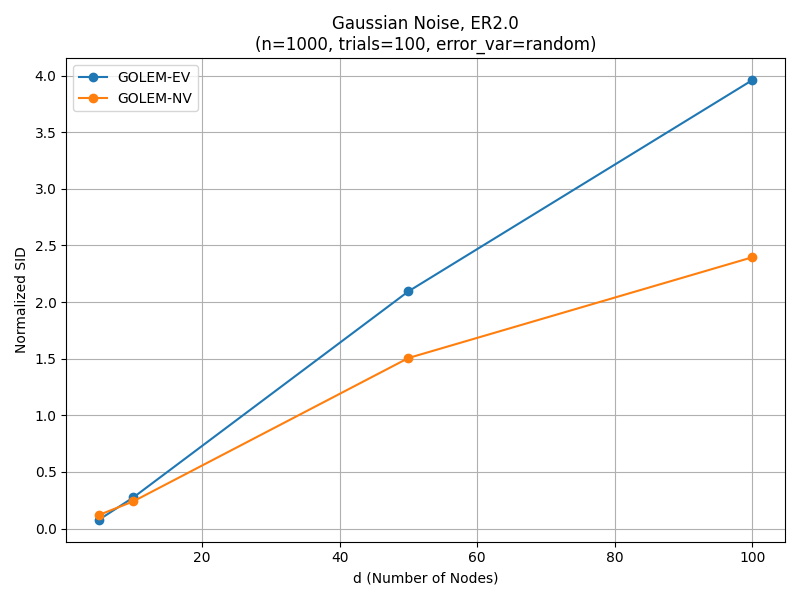 Gaussian Noise, ER2.0
(n=1000, trials=100, error_var=random)
GOLEM-EV
GOLEM-NV
Normalized SID
4.0
3.5
3.0
2.5
2.0
1.5
1.0
0.5
0.0
20
40
60
80
100
d (Number of Nodes)